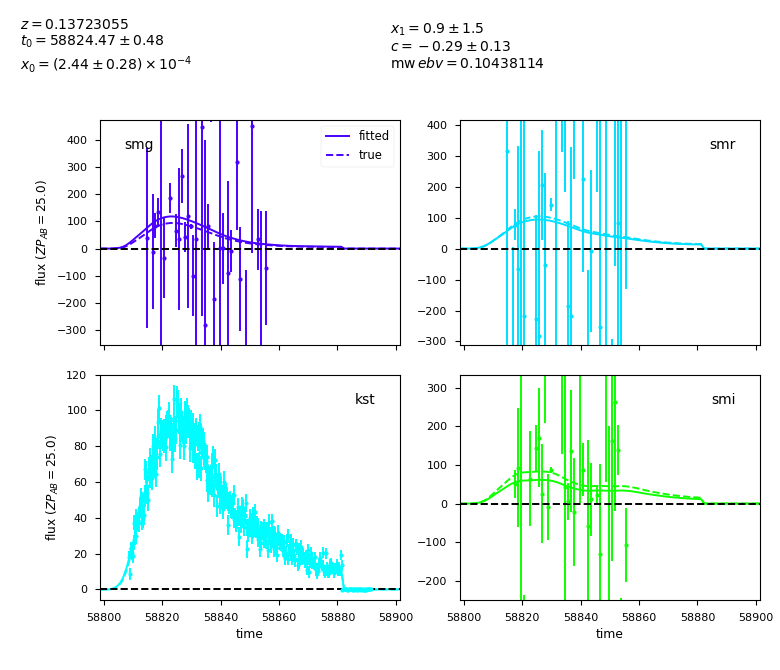 z = 0.13723055
t₀ = 58824.47 ± 0.48
x₀ = (2.44 ± 0.28) × 10⁻⁴
x₁ = 0.9 ± 1.5
c = −0.29 ± 0.13
mw ebv = 0.10438114
smg
fitted
true
400
300
200
100
0
−100
−200
−300
flux (ZP_AB = 25.0)
smr
400
300
200
100
0
−100
−200
−300
kst
120
100
80
60
40
20
0
flux (ZP_AB = 25.0)
58800 58820 58840 58860 58880 58900
time
smi
300
200
100
0
−100
−200
58800 58820 58840 58860 58880 58900
time